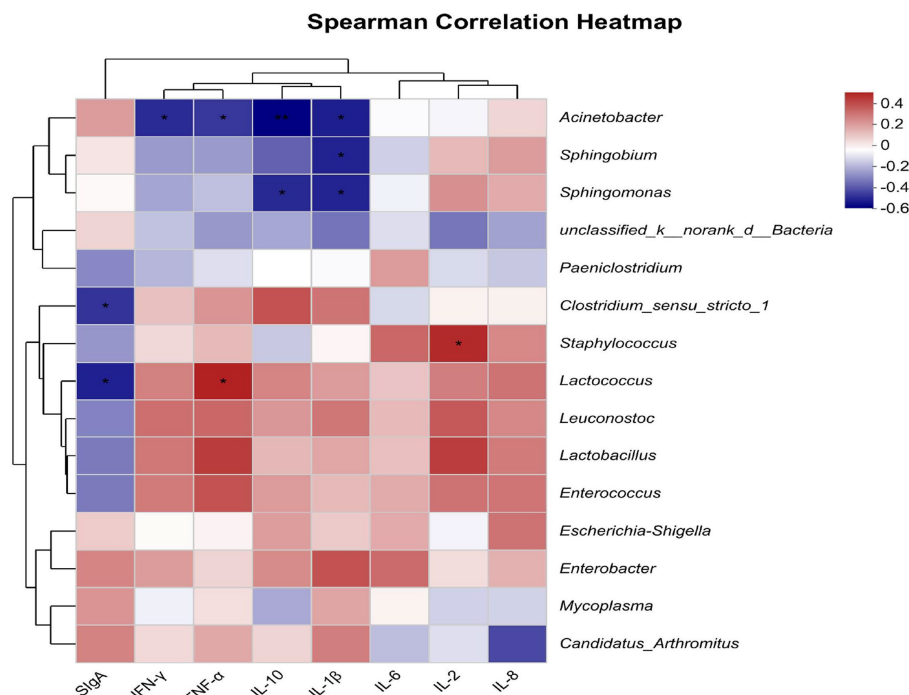 Spearman Correlation Heatmap
0.4
0.2
0
-0.2
-0.4
-0.6
* * ** * Acinetobacter
* Sphingobium
* * Sphingomonas
unclassified_k__norank_d__Bacteria
Paeniclostridium
* Clostridium_sensu_stricto_1
* Staphylococcus
* * Lactococcus
Leuconostoc
Lactobacillus
Enterococcus
Escherichia-Shigella
Enterobacter
Mycoplasma
Candidatus_Arthromitus
SIgA IFN-γ TNF-α IL-10 IL-1β IL-6 IL-2 IL-8